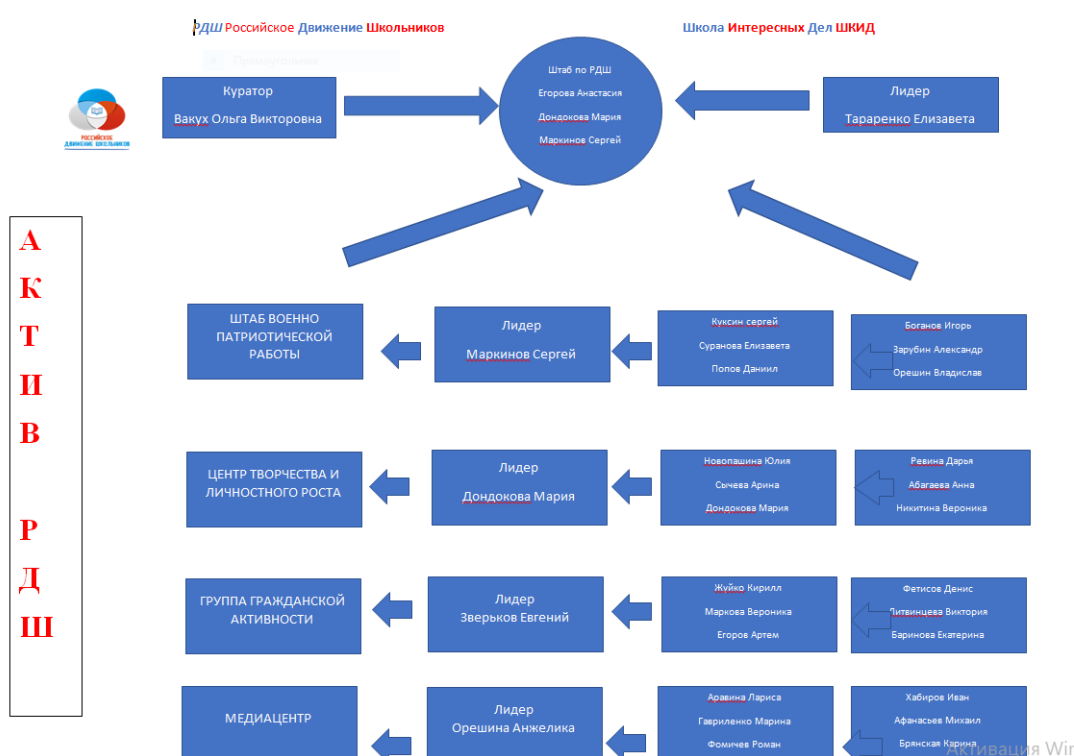 РДШ Российское Движение Школьников
Школа Интересных Дел ШКИД
Куратор
Вакух Ольга Викторовна
Штаб по РДШ
Егорова Анастасия
Дондокова Мария
Маркинов Сергей
Лидер
Тараренко Елизавета
РОССИЙСКОЕ
ДВИЖЕНИЕ ШКОЛЬНИКОВ
А
К
Т
И
В
Р
Д
Ш
ШТАБ ВОЕННО
ПАТРИОТИЧЕСКОЙ
РАБОТЫ
Лидер
Маркинов Сергей
Куксин сергей
Суранова Елизавета
Попов Даниил
Боганов Игорь
Зарубин Александр
Орешин Владислав
ЦЕНТР ТВОРЧЕСТВА И
ЛИЧНОСТНОГО РОСТА
Лидер
Дондокова Мария
Новопашина Юлия
Сычева Арина
Дондокова Мария
Ревина Дарья
Абагаева Анна
Никитина Вероника
ГРУППА ГРАЖДАНСКОЙ
АКТИВНОСТИ
Лидер
Зверьков Евгений
Жуйко Кирилл
Маркова Вероника
Егоров Артем
Фетисов Денис
Литвинцева Виктория
Баринова Екатерина
МЕДИАЦЕНТР
Лидер
Орешина Анжелика
Аравина Лариса
Гавриленко Марина
Фомичев Роман
Хабиров Иван
Афанасьев Михаил
Брянская Карина
Активация Win